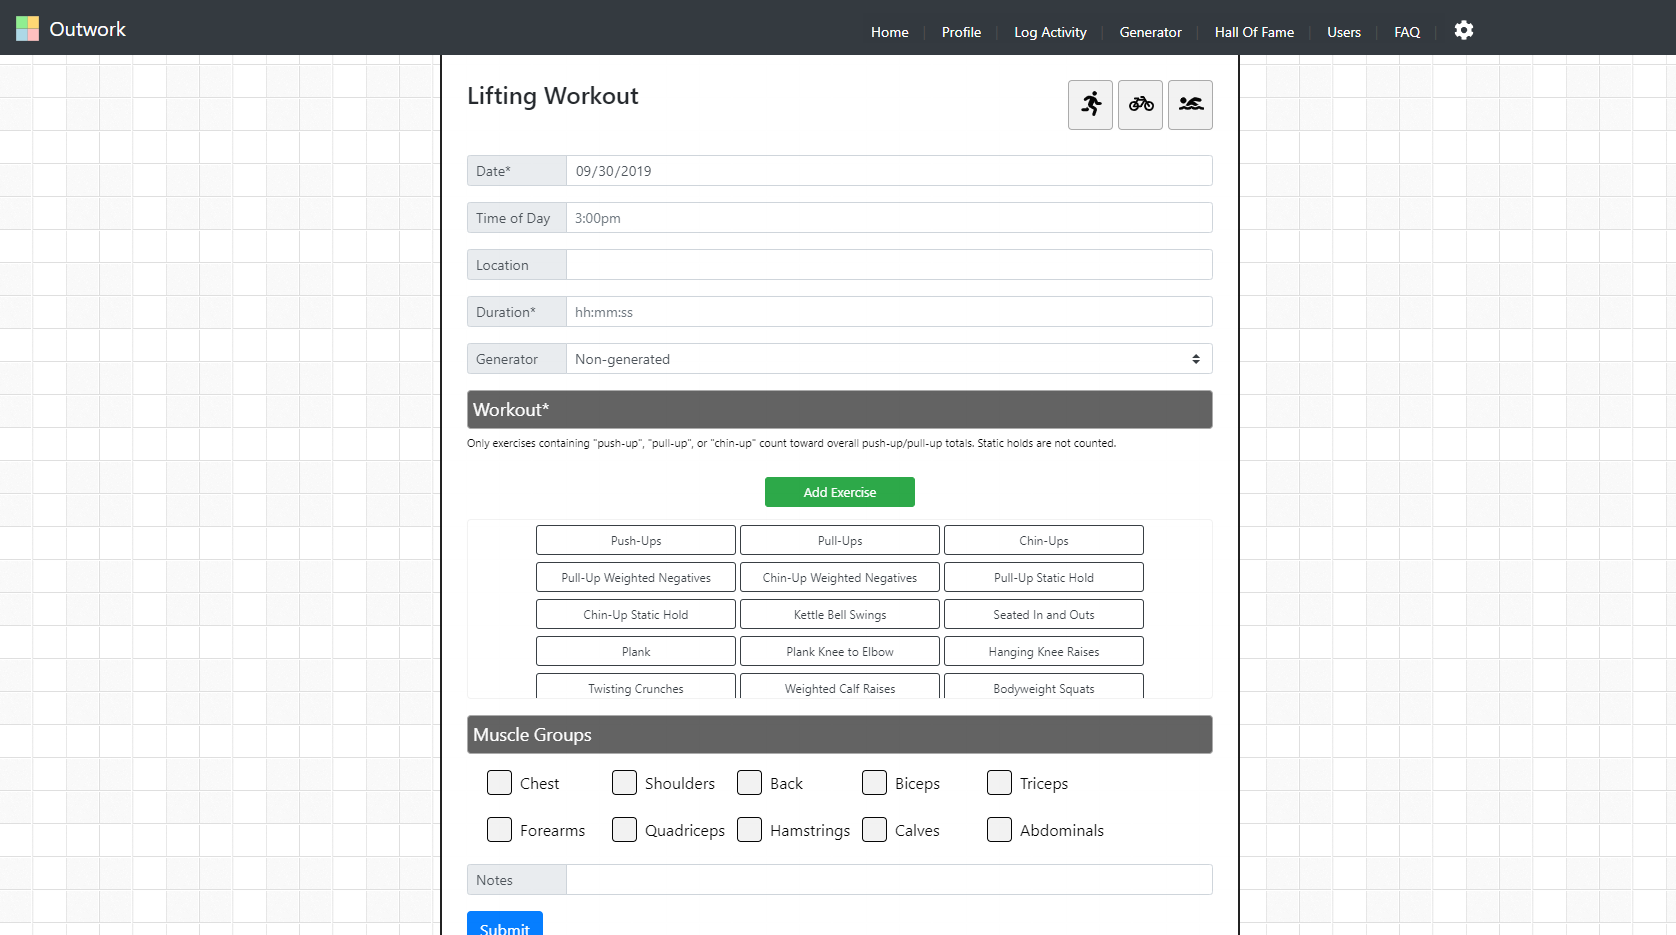 Outwork
Home Profile Log Activity Generator Hall Of Fame Users FAQ
Lifting Workout
Date* 09/30/2019
Time of Day 3:00pm
Location
Duration* hh:mm:ss
Generator Non-generated
Workout*
Only exercises containing "push-up", "pull-up", or "chin-up" count toward overall push-up/pull-up totals. Static holds are not counted.
Add Exercise
Push-Ups Pull-Ups Chin-Ups
Pull-Up Weighted Negatives Chin-Up Weighted Negatives Pull-Up Static Hold
Chin-Up Static Hold Kettle Bell Swings Seated In and Outs
Plank Plank Knee to Elbow Hanging Knee Raises
Twisting Crunches Weighted Calf Raises Bodyweight Squats
Muscle Groups
Chest Shoulders Back Biceps Triceps
Forearms Quadriceps Hamstrings Calves Abdominals
Notes
Submit